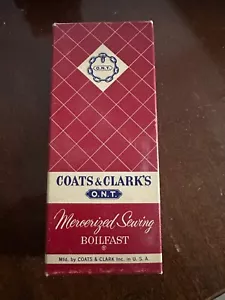 O.N.T.
COATS & CLARK'S
O.N.T.
Mercerized Sewing
BOILFAST
®
Mfd. by COATS & CLARK Inc. in U. S. A.